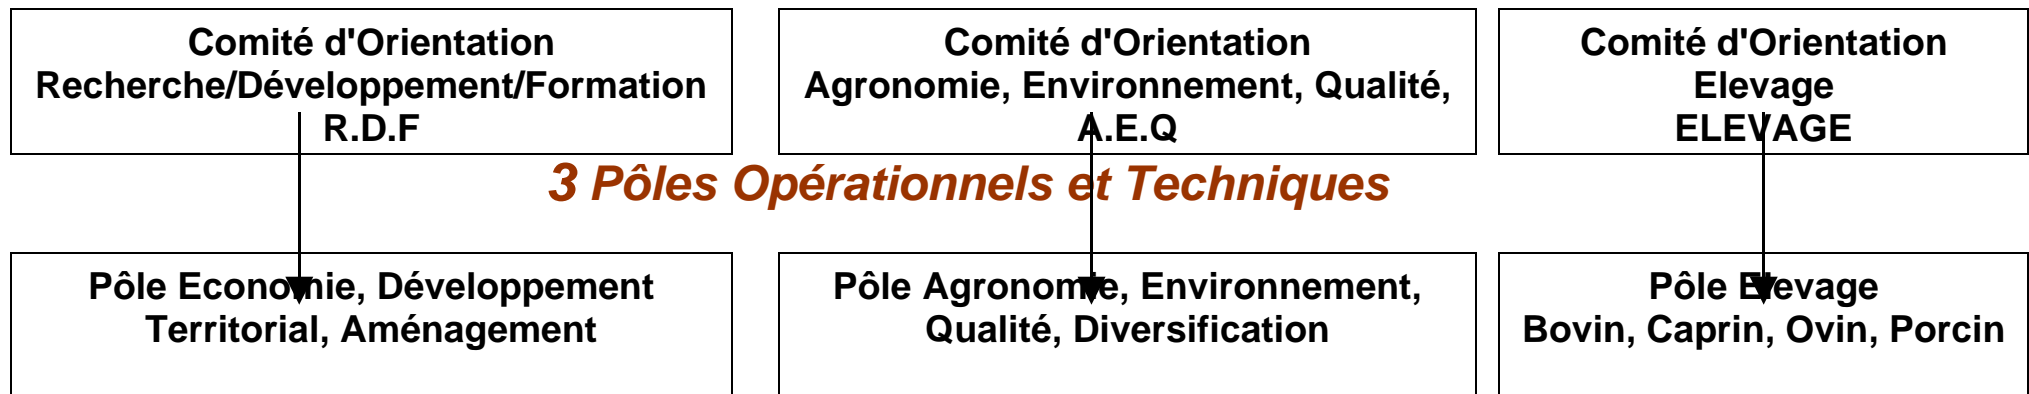 Comité d'Orientation
Recherche/Développement/Formation
R.D.F
Comité d'Orientation
Agronomie, Environnement, Qualité,
A.E.Q
Comité d'Orientation
Elevage
ELEVAGE
3 Pôles Opérationnels et Techniques
Pôle Economie, Développement
Territorial, Aménagement
Pôle Agronomie, Environnement,
Qualité, Diversification
Pôle Elevage
Bovin, Caprin, Ovin, Porcin